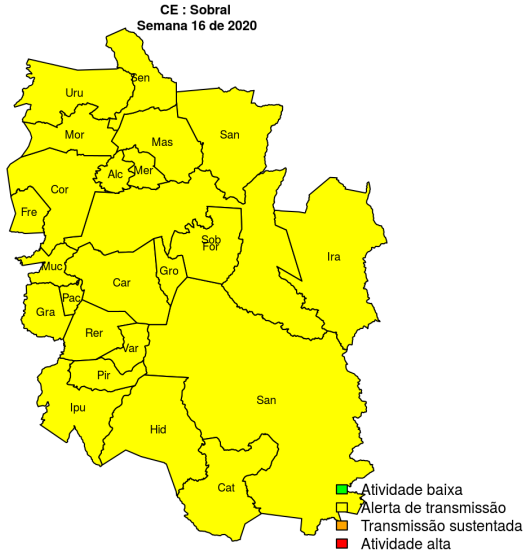 CE : Sobral
Semana 16 de 2020
Sen
Uru
Mor
Mas
San
Alc
Mer
Cor
Fre
Sob
For
Ira
Muc
Gro
Car
Pac
Gra
Rer
Var
Pir
Ipu
San
Hid
Cat
Atividade baixa
Alerta de transmissão
Transmissão sustentada
Atividade alta